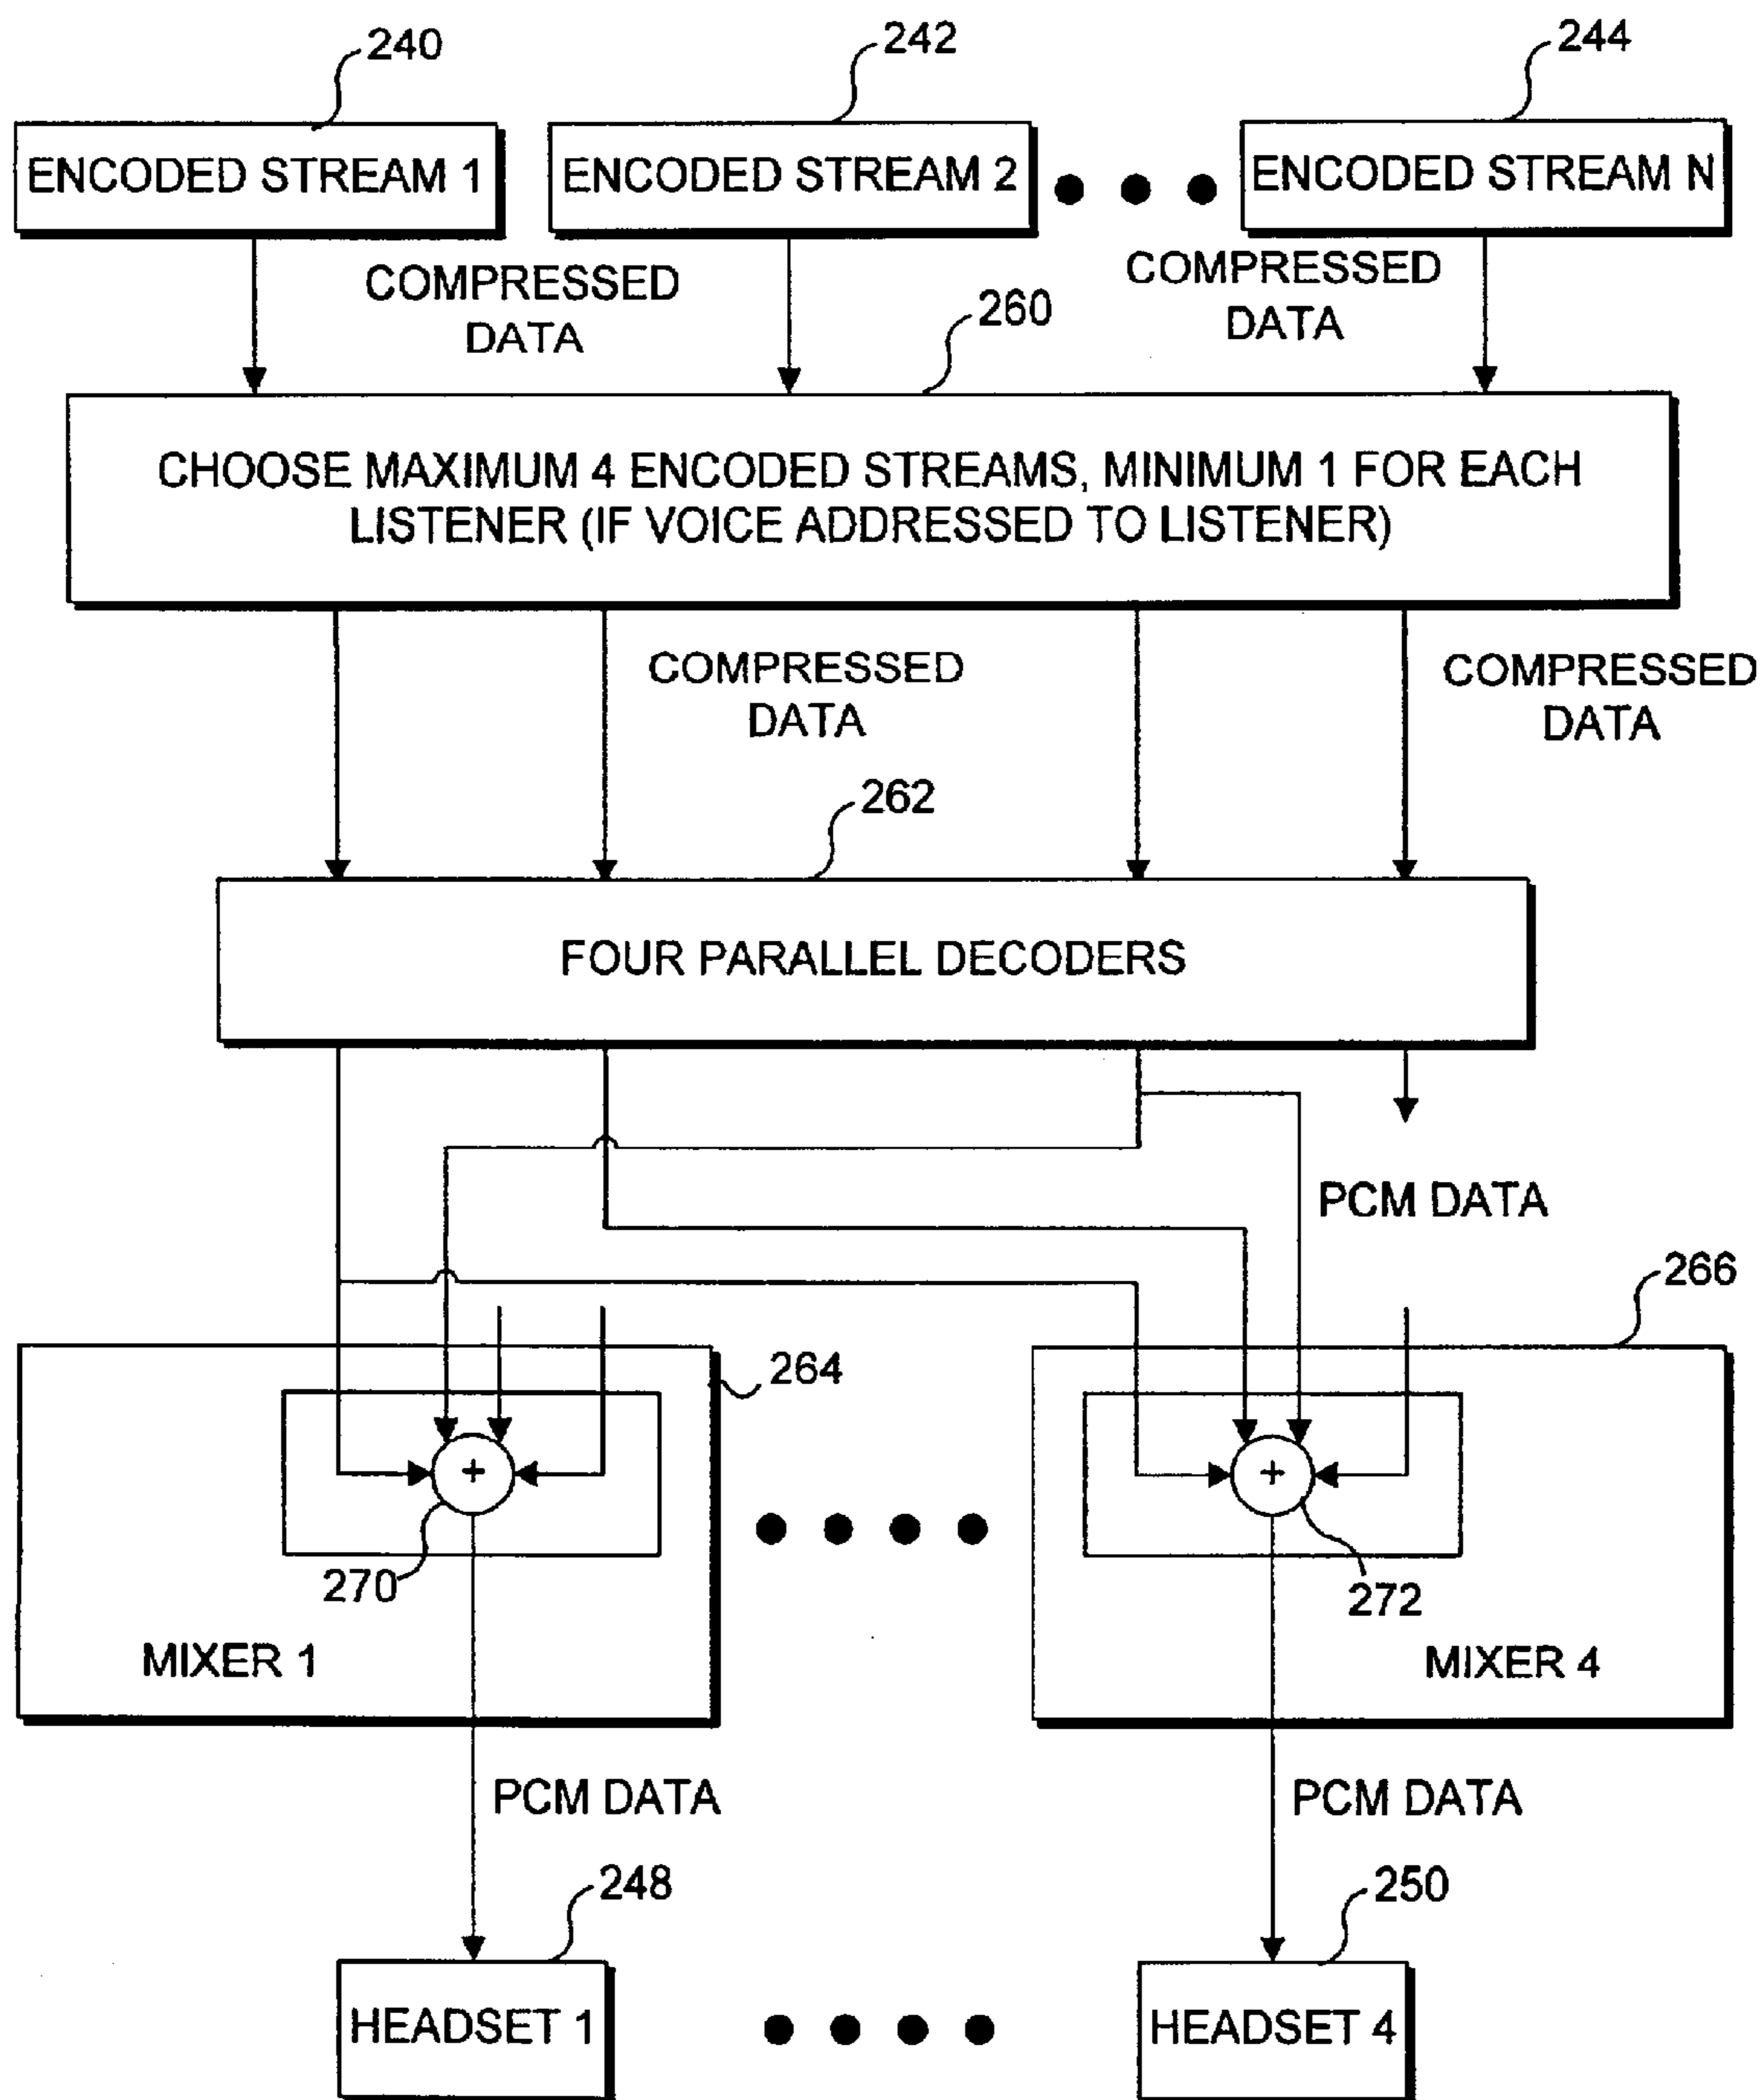 240
242
244
ENCODED STREAM 1
ENCODED STREAM 2
ENCODED STREAM N
COMPRESSED
DATA
COMPRESSED
DATA
260
CHOOSE MAXIMUM 4 ENCODED STREAMS, MINIMUM 1 FOR EACH
LISTENER (IF VOICE ADDRESSED TO LISTENER)
COMPRESSED
DATA
COMPRESSED
DATA
262
FOUR PARALLEL DECODERS
PCM DATA
266
264
+
+
270
272
MIXER 1
MIXER 4
PCM DATA
PCM DATA
248
250
HEADSET 1
HEADSET 4